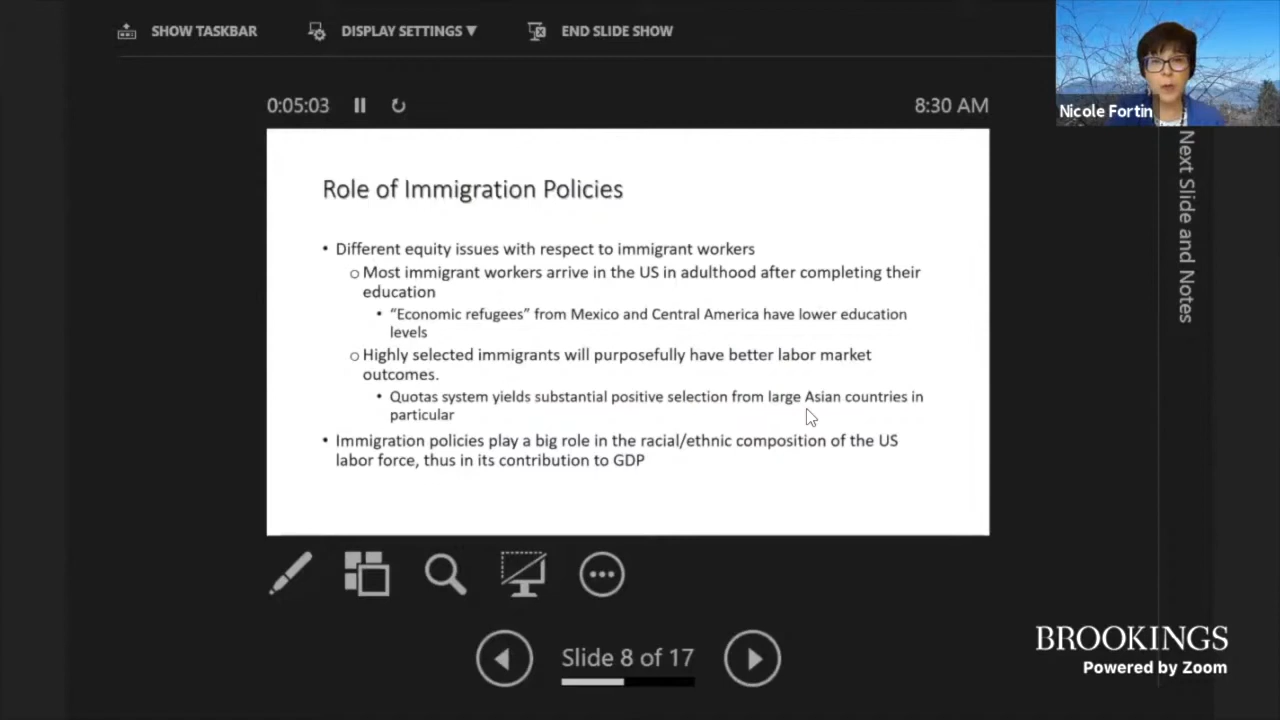 SHOW TASKBAR
DISPLAY SETTINGS ▼
END SLIDE SHOW
0:05:03
8:30 AM
Nicole Fortin
Next Slide and Notes
Role of Immigration Policies
• Different equity issues with respect to immigrant workers
o Most immigrant workers arrive in the US in adulthood after completing their
education
• “Economic refugees” from Mexico and Central America have lower education
levels
o Highly selected immigrants will purposefully have better labor market
outcomes.
• Quotas system yields substantial positive selection from large Asian countries in
particular
• Immigration policies play a big role in the racial/ethnic composition of the US
labor force, thus in its contribution to GDP
Slide 8 of 17
BROOKINGS
Powered by Zoom